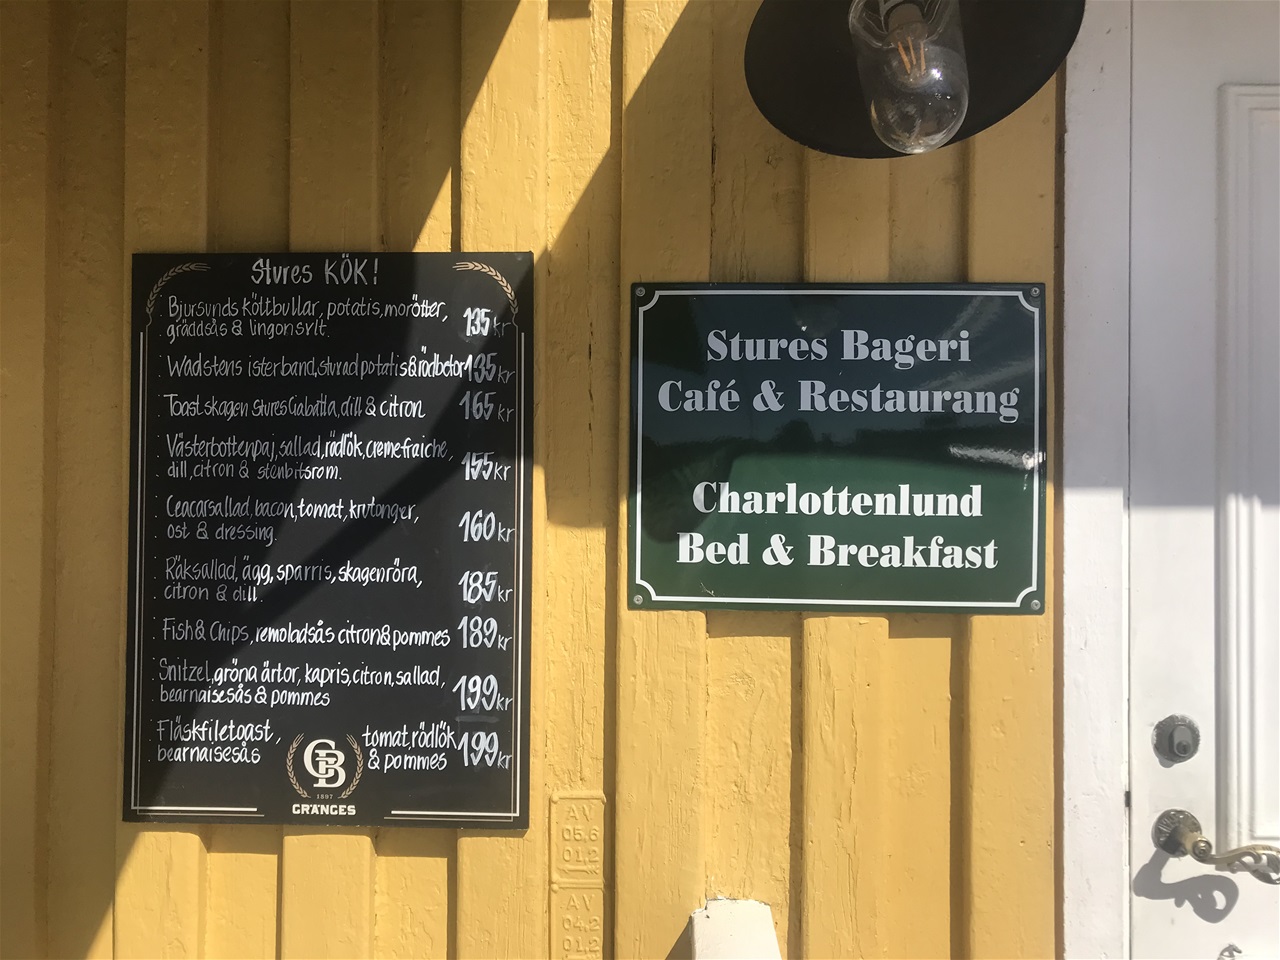 Stures KÖK!
Bjursunds köttbullar, potatis, morötter,
gräddsås & lingonsylt. 135 kr
Wadstens isterband, stuvad potatis & rödbetor 135 kr
Toast skagen Stures Ciabatta, dill & citron 165 kr
Västerbottenpaj, sallad, rödlök, cremefraiche,
dill, citron & stenbitsrom. 155 kr
Ceacarsallad, bacon, tomat, krutonger,
ost & dressing. 160 kr
Räksallad, ägg, sparris, skagenröra,
citron & dill. 185 kr
Fish & Chips, remoladsås citron & pommes 189 kr
Snitzel, gröna ärtor, kapris, citron, sallad,
bearnaisesås & pommes 199 kr
Fläskfiletoast, tomat, rödlök
bearnaisesås & pommes 199 kr
GB
1897
GRÄNGES
Stures Bageri
Café & Restaurang
Charlottenlund
Bed & Breakfast
AV
05.6
01.2
AV
04.2
01.2